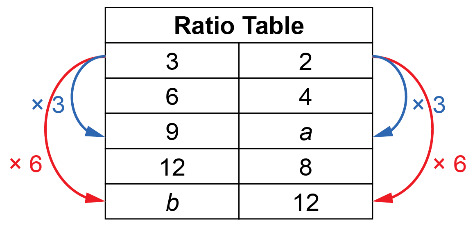 Ratio Table
3 2
6 4
× 3 × 3
9 a
× 6 12 8 × 6
b 12